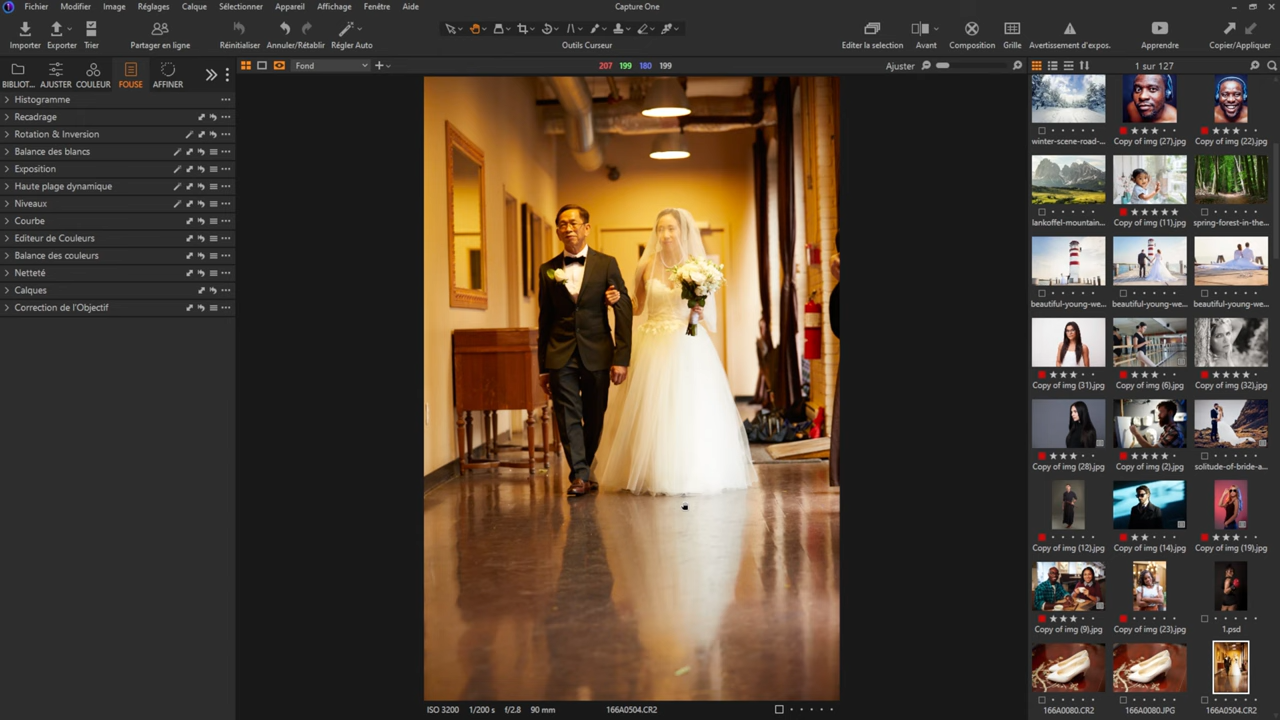 Fichier Modifier Image Réglages Calque Sélectionner Appareil Affichage Fenêtre Aide Capture One
Importer Exporter Trier Partager en ligne Réinitialiser Annuler/Rétablir Régler Auto Outils Curseur Editer la selection Avant Composition Grille Avertissement d'expos. Apprendre Copier/Appliquer
Fond 207 199 180 199 Ajuster 1 sur 127
BIBLIOT... AJUSTER COULEUR FOUSE AFFINER
Histogramme
Recadrage
Rotation & Inversion
Balance des blancs
Exposition
Haute plage dynamique
Niveaux
Courbe
Editeur de Couleurs
Balance des couleurs
Netteté
Calques
Correction de l'Objectif
winter-scene-road-... Copy of img (27).jpg Copy of img (22).jpg
lankoffel-mountain... Copy of img (11).jpg spring-forest-in-the...
beautiful-young-we... beautiful-young-we... beautiful-young-we...
Copy of img (31).jpg Copy of img (6).jpg Copy of img (32).jpg
Copy of img (28).jpg Copy of img (2).jpg solitude-of-bride-a...
Copy of img (12).jpg Copy of img (14).jpg Copy of img (19).jpg
Copy of img (9).jpg Copy of img (23).jpg 1.psd
166A0080.CR2 166A0080.JPG 166A0504.CR2
ISO 3200 1/200 s f/2.8 90 mm 166A0504.CR2